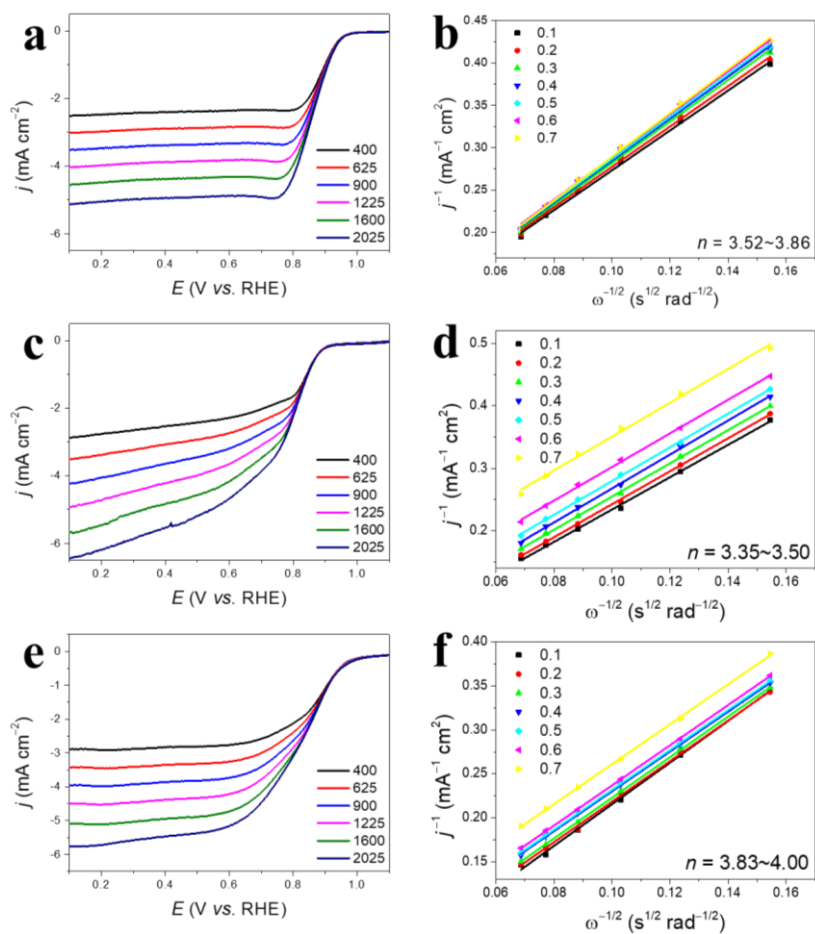 a
0
-2
-4
-6
j (mA cm⁻²)
400
625
900
1225
1600
2025
0.2 0.4 0.6 0.8 1.0
E (V vs. RHE)
b
0.45
0.40
0.35
0.30
0.25
0.20
j⁻¹ (mA⁻¹ cm²)
0.1
0.2
0.3
0.4
0.5
0.6
0.7
n = 3.52~3.86
0.06 0.08 0.10 0.12 0.14 0.16
ω⁻¹/² (s¹/² rad⁻¹/²)
c
0
-2
-4
-6
j (mA cm⁻²)
400
625
900
1225
1600
2025
0.2 0.4 0.6 0.8 1.0
E (V vs. RHE)
d
0.5
0.4
0.3
0.2
j⁻¹ (mA⁻¹ cm²)
0.1
0.2
0.3
0.4
0.5
0.6
0.7
n = 3.35~3.50
0.06 0.08 0.10 0.12 0.14 0.16
ω⁻¹/² (s¹/² rad⁻¹/²)
e
0
-1
-2
-3
-4
-5
-6
j (mA cm⁻²)
400
625
900
1225
1600
2025
0.2 0.4 0.6 0.8 1.0
E (V vs. RHE)
f
0.40
0.35
0.30
0.25
0.20
0.15
j⁻¹ (mA⁻¹ cm²)
0.1
0.2
0.3
0.4
0.5
0.6
0.7
n = 3.83~4.00
0.06 0.08 0.10 0.12 0.14 0.16
ω⁻¹/² (s¹/² rad⁻¹/²)